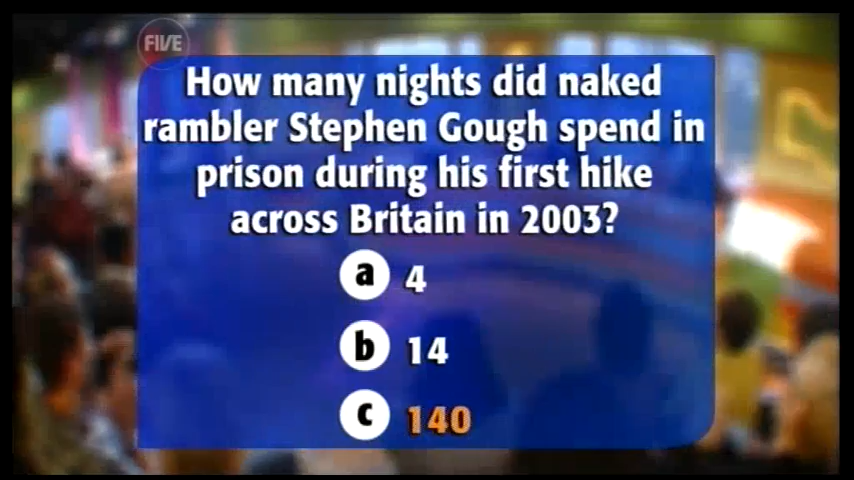 FIVE
How many nights did naked
rambler Stephen Gough spend in
prison during his first hike
across Britain in 2003?
a 4
b 14
c 140